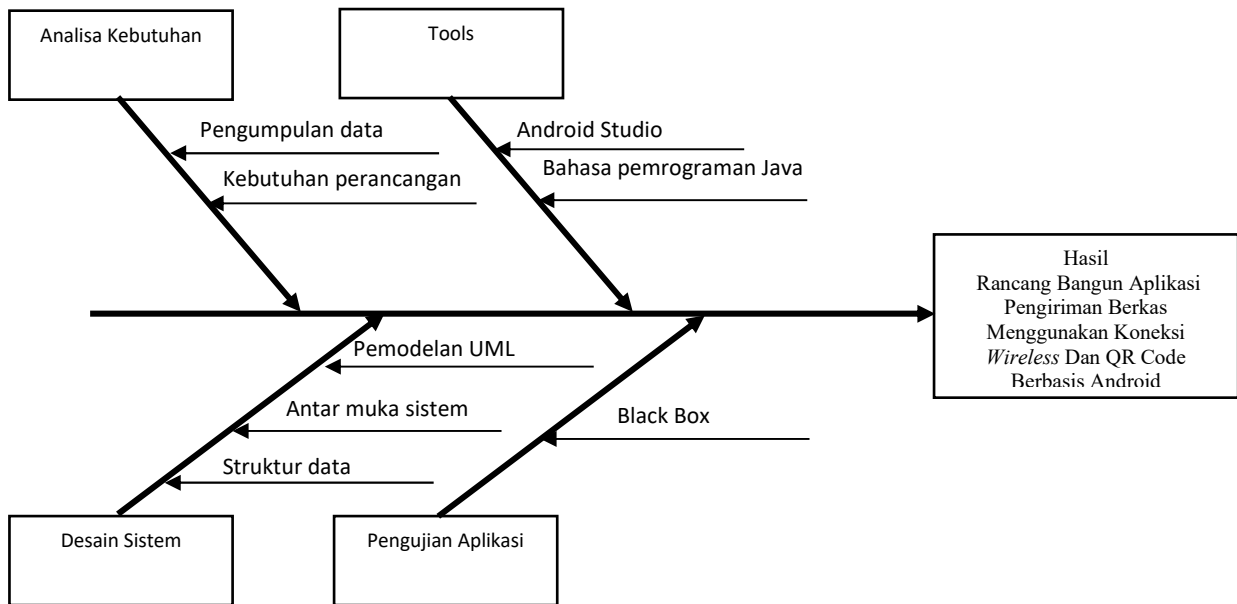 Analisa Kebutuhan
Tools
Pengumpulan data
Kebutuhan perancangan
Android Studio
Bahasa pemrograman Java
Hasil
Rancang Bangun Aplikasi
Pengiriman Berkas
Menggunakan Koneksi
Wireless Dan QR Code
Berbasis Android
Pemodelan UML
Antar muka sistem
Struktur data
Black Box
Desain Sistem
Pengujian Aplikasi